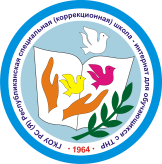 ГКОУ РС (Я) Республиканская специальная (коррекционная) школа - интернат для обучающихся с ТНР
• 1964 •